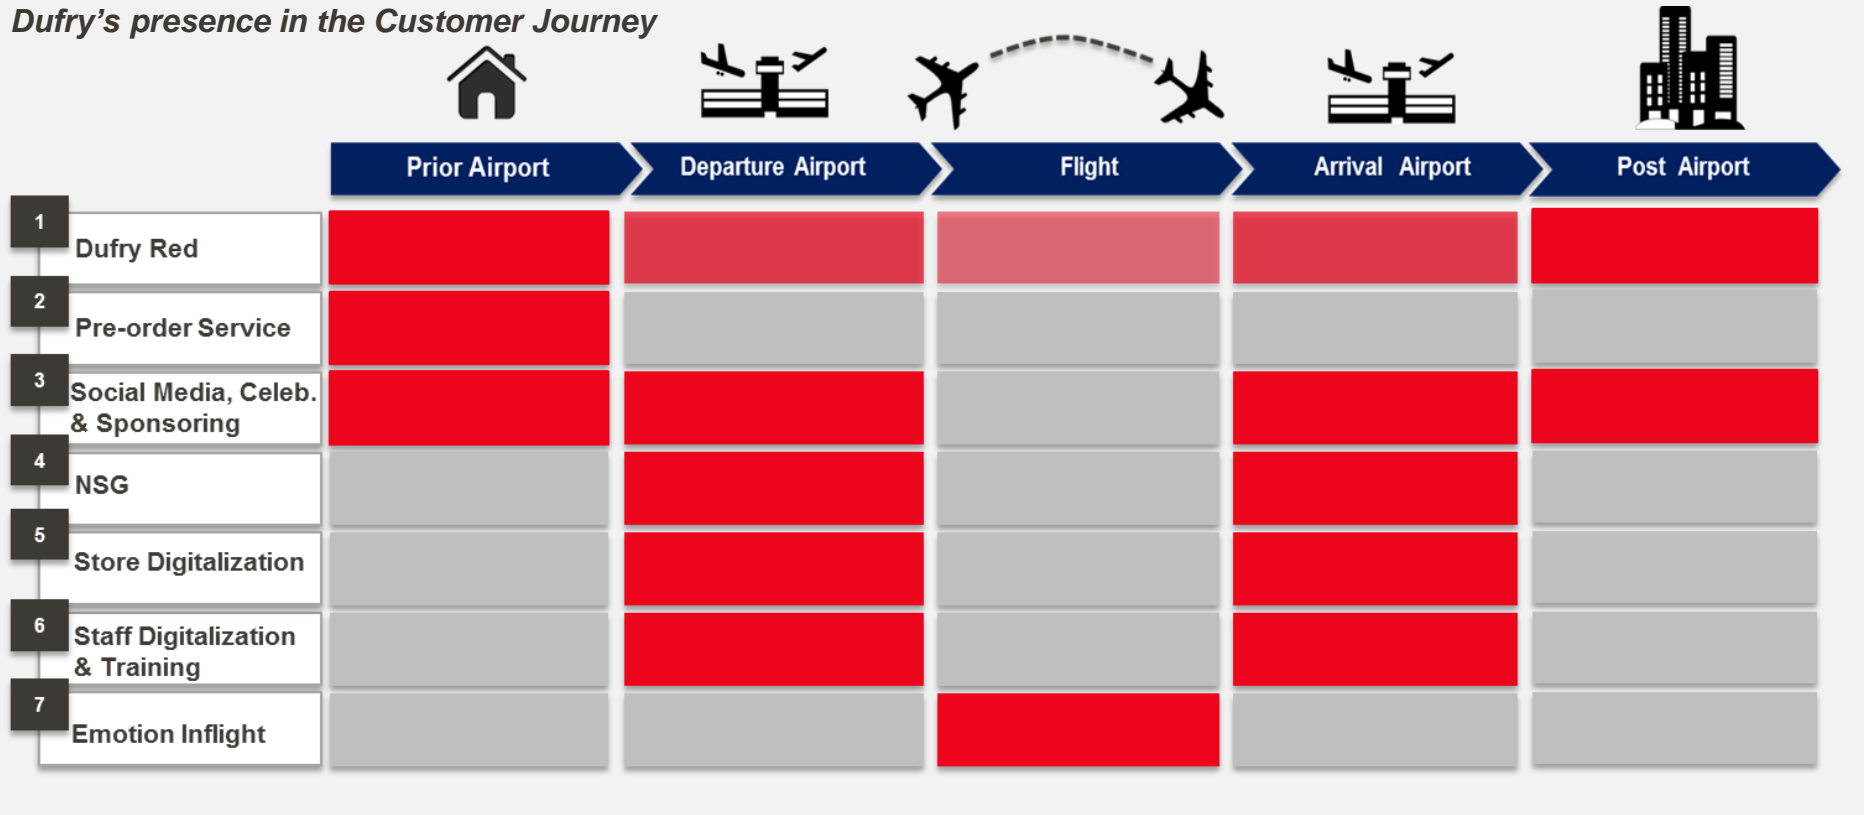 Dufry’s presence in the Customer Journey
Prior Airport
Departure Airport
Flight
Arrival Airport
Post Airport
1
Dufry Red
2
Pre-order Service
3
Social Media, Celeb.
& Sponsoring
4
NSG
5
Store Digitalization
6
Staff Digitalization
& Training
7
Emotion Inflight